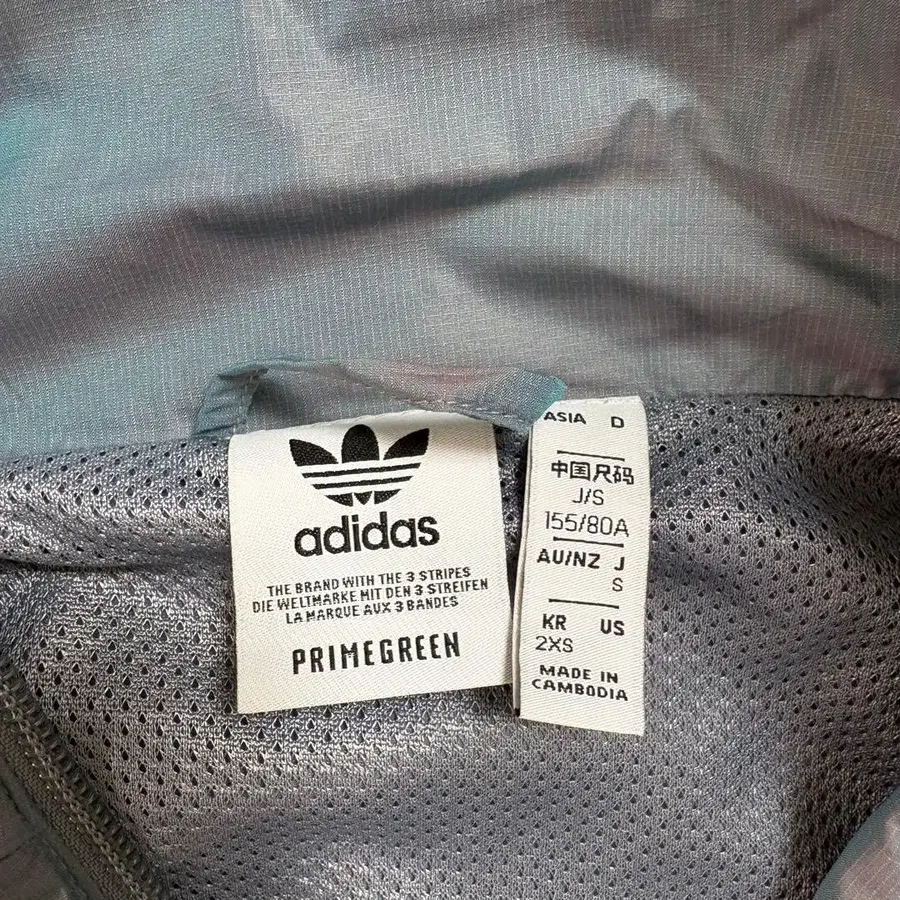 adidas
THE BRAND WITH THE 3 STRIPES
DIE WELTMARKE MIT DEN 3 STREIFEN
LA MARQUE AUX 3 BANDES
PRIMEGREEN
ASIA D
中国尺码
J/S
155/80A
AU/NZ J
S
KR US
2XS
MADE IN
CAMBODIA